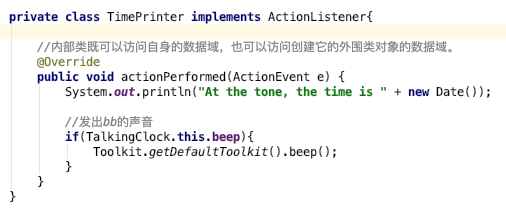 private class TimePrinter implements ActionListener{
//内部类既可以访问自身的数据域，也可以访问创建它的外围类对象的数据域。
@Override
public void actionPerformed(ActionEvent e) {
System.out.println("At the tone, the time is " + new Date());
//发出bb的声音
if(TalkingClock.this.beep){
Toolkit.getDefaultToolkit().beep();
}
}
}